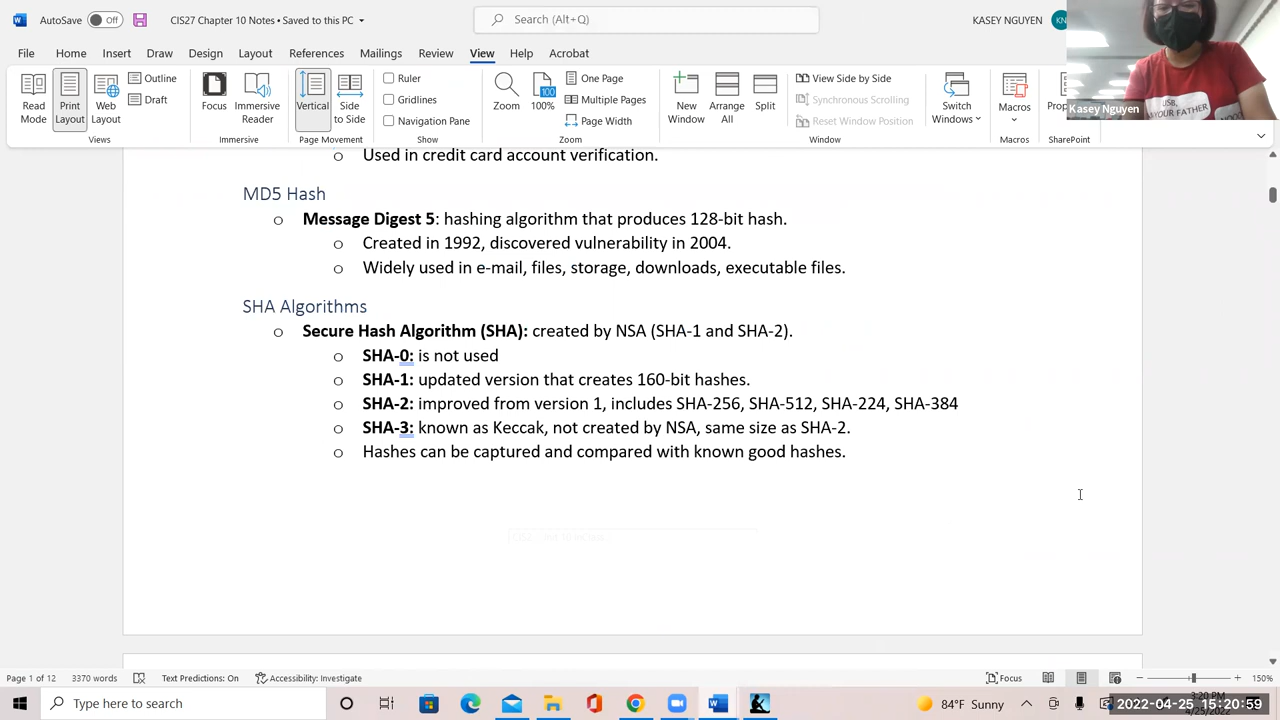 AutoSave Off CIS27 Chapter 10 Notes • Saved to this PC Search (Alt+Q) KASEY NGUYEN
File Home Insert Draw Design Layout References Mailings Review View Help Acrobat
Read Mode
Print Layout
Web Layout
Outline
Draft
Views
Focus
Immersive Reader
Immersive
Vertical
Side to Side
Page Movement
Ruler
Gridlines
Navigation Pane
Show
Zoom
100
100%
One Page
Multiple Pages
Page Width
Zoom
New Window
Arrange All
Split
View Side by Side
Synchronous Scrolling
Reset Window Position
Window
Switch Windows
Macros
Macros
SharePoint
Kasey Nguyen
USB,
YOUR FATHER
o Used in credit card account verification.
MD5 Hash
o Message Digest 5: hashing algorithm that produces 128-bit hash.
o Created in 1992, discovered vulnerability in 2004.
o Widely used in e-mail, files, storage, downloads, executable files.
SHA Algorithms
o Secure Hash Algorithm (SHA): created by NSA (SHA-1 and SHA-2).
o SHA-0: is not used
o SHA-1: updated version that creates 160-bit hashes.
o SHA-2: improved from version 1, includes SHA-256, SHA-512, SHA-224, SHA-384
o SHA-3: known as Keccak, not created by NSA, same size as SHA-2.
o Hashes can be captured and compared with known good hashes.
Page 1 of 12 3370 words Text Predictions: On Accessibility: Investigate Focus 150%
Type here to search 84°F Sunny 3:20 PM
2022-04-25 15:20:59